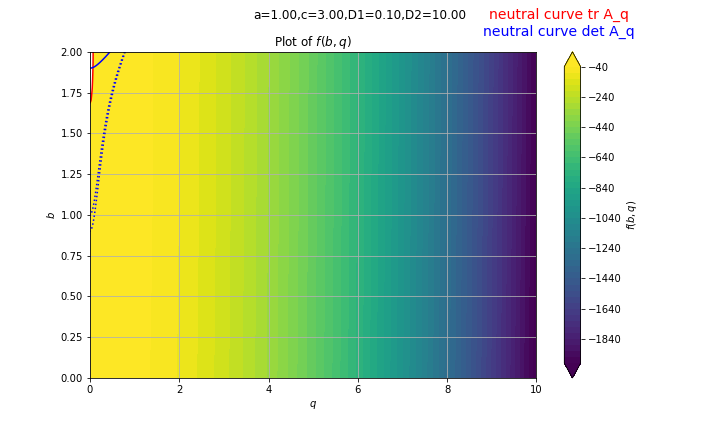 a=1.00,c=3.00,D1=0.10,D2=10.00
neutral curve tr A_q
neutral curve det A_q
Plot of f(b, q)
2.00
1.75
1.50
1.25
1.00
0.75
0.50
0.25
0.00
b
0 2 4 6 8 10
q
−40
−240
−440
−640
−840
−1040
−1240
−1440
−1640
−1840
f(b, q)